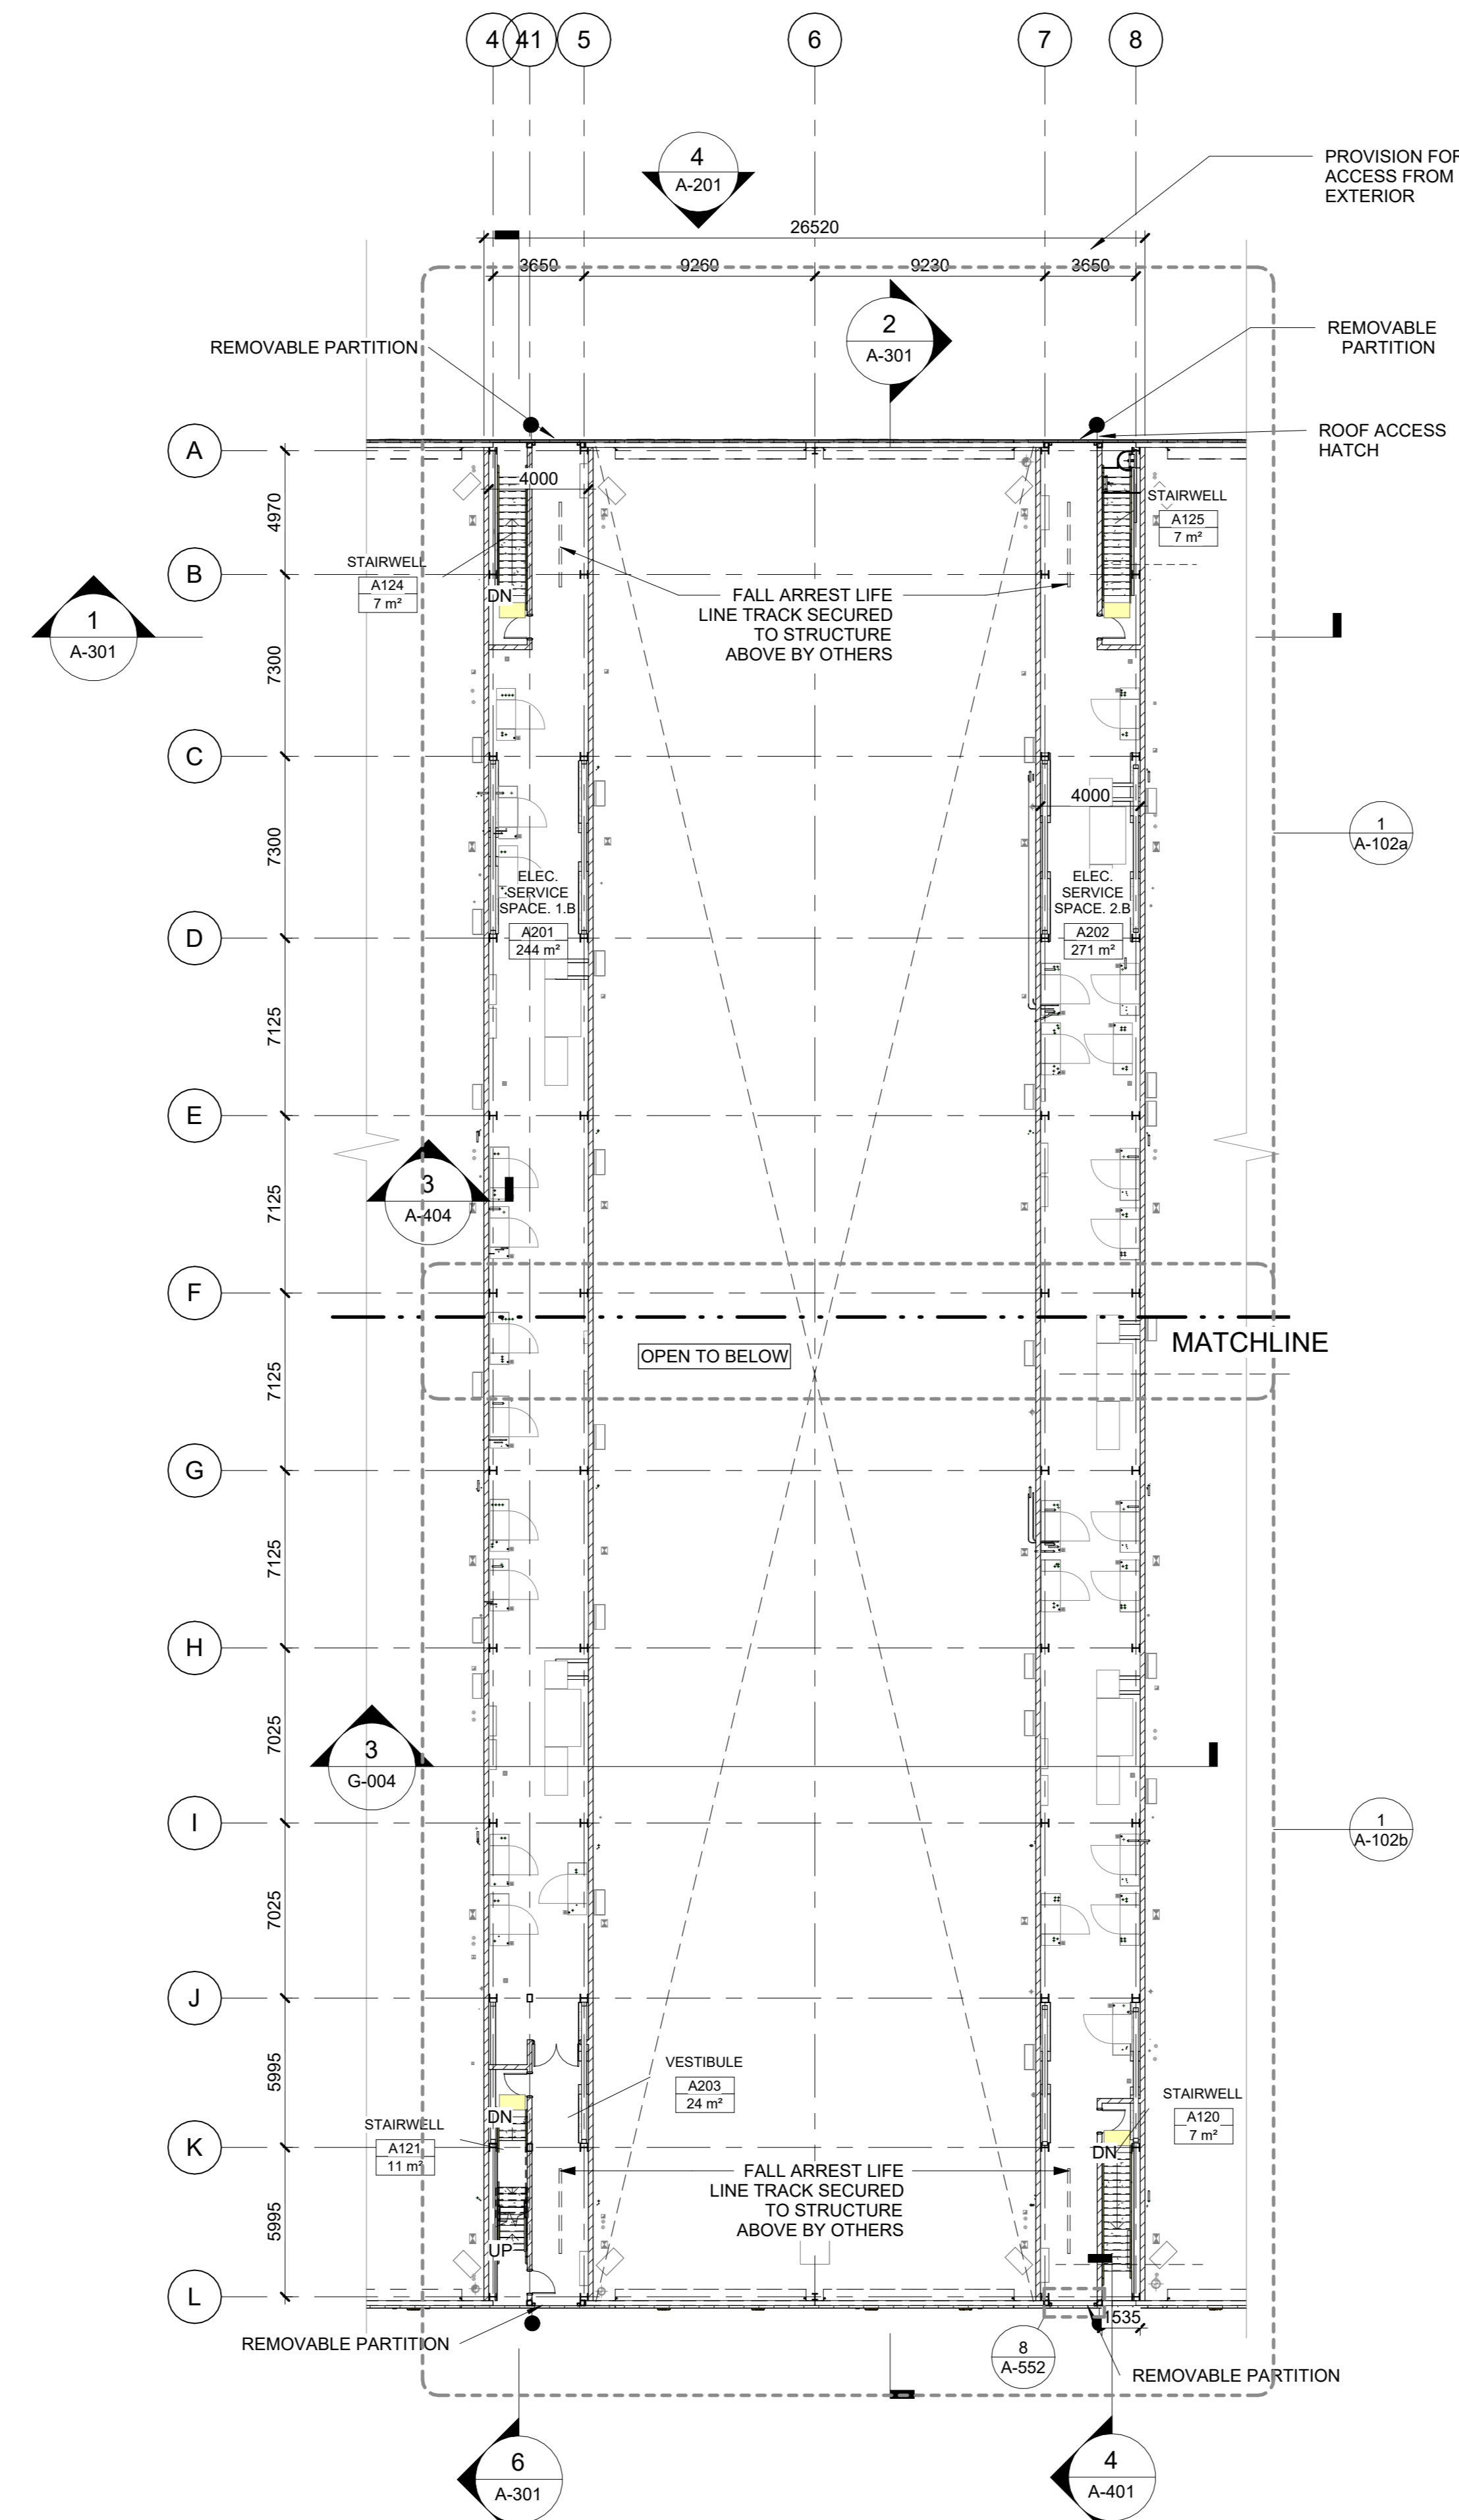 4
41
5
6
7
8
4
A-201
PROVISION FOR
ACCESS FROM
EXTERIOR
26520
3650
9260
9230
3650
2
A-301
REMOVABLE PARTITION
REMOVABLE
PARTITION
ROOF ACCESS
HATCH
A
4970
4000
STAIRWELL
A125
7 m²
STAIRWELL
A124
7 m²
B
DN
FALL ARREST LIFE
LINE TRACK SECURED
TO STRUCTURE
ABOVE BY OTHERS
1
A-301
7300
C
4000
7300
1
A-102a
ELEC.
SERVICE
SPACE. 1.B
A201
244 m²
ELEC.
SERVICE
SPACE. 2.B
A202
271 m²
D
7125
E
3
A-404
7125
F
MATCHLINE
OPEN TO BELOW
7125
G
7125
H
7025
3
G-004
I
1
A-102b
7025
J
5995
VESTIBULE
A203
24 m²
STAIRWELL
A120
7 m²
DN
STAIRWELL
A121
11 m²
K
DN
FALL ARREST LIFE
LINE TRACK SECURED
TO STRUCTURE
ABOVE BY OTHERS
5995
UP
L
1535
REMOVABLE PARTITION
8
A-552
REMOVABLE PARTITION
6
A-301
4
A-401